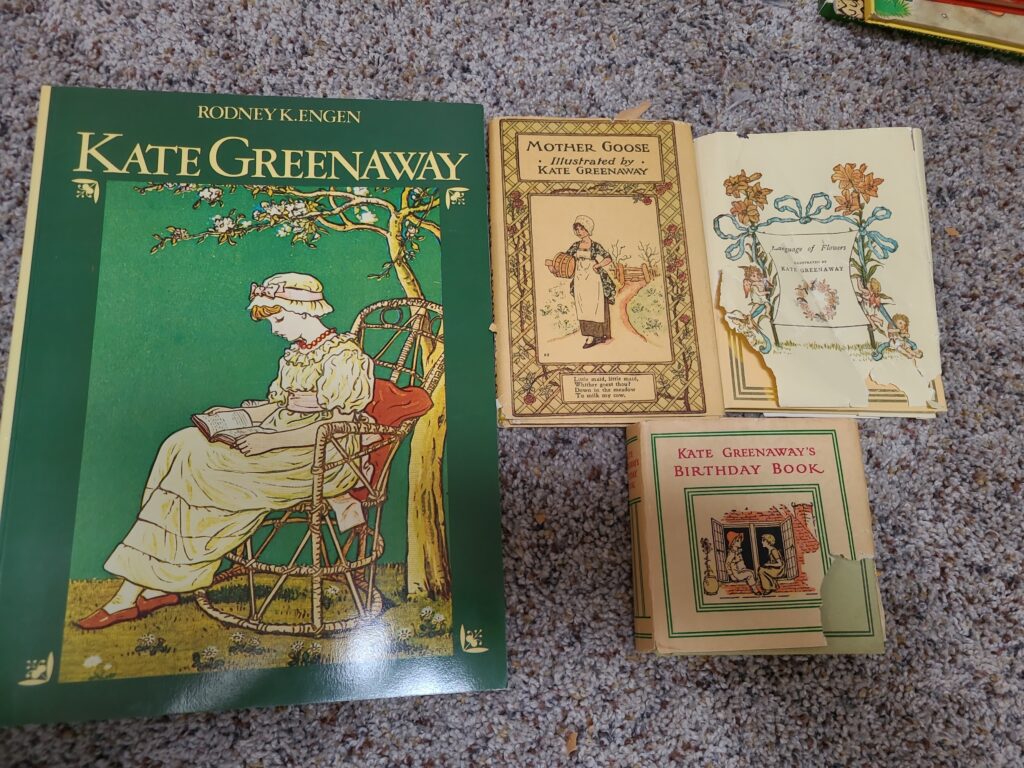 RODNEY K. ENGEN
KATE GREENAWAY
MOTHER GOOSE
· Illustrated by ·
KATE GREENAWAY
Little maid, little maid,
Whither goest thou?
Down in the meadow
To milk my cow.
Language of Flowers
ILLUSTRATED BY
KATE GREENAWAY
KATE GREENAWAY'S
BIRTHDAY BOOK